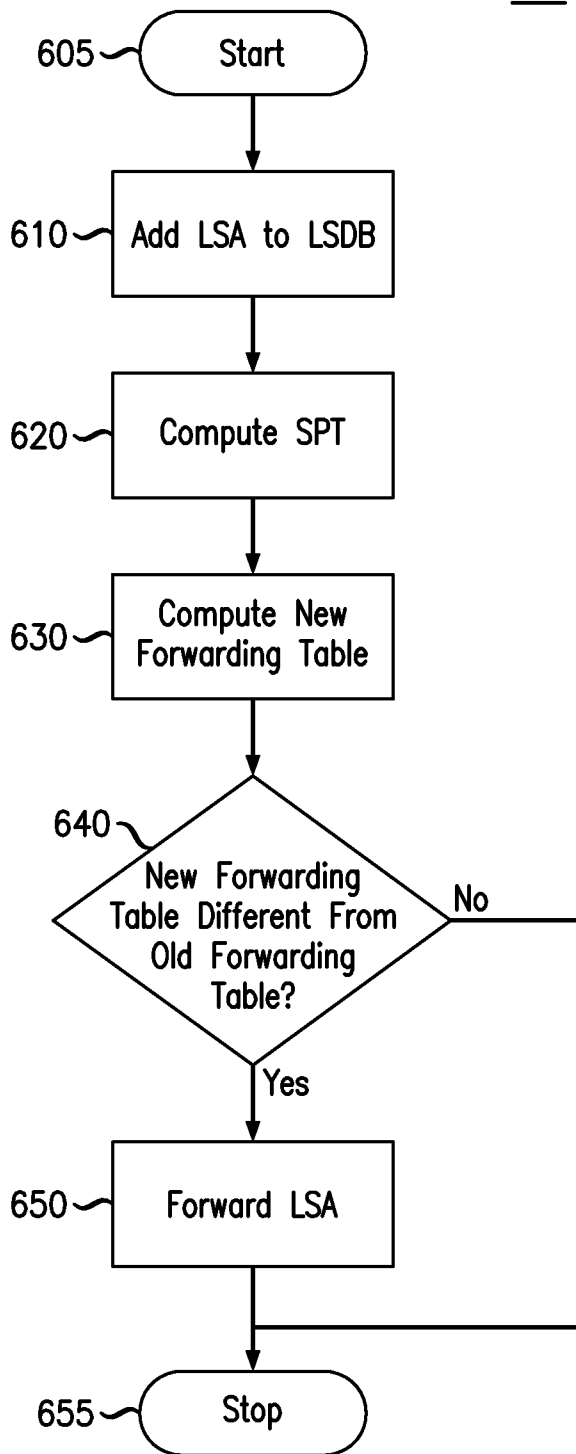 605
Start
610
Add LSA to LSDB
620
Compute SPT
630
Compute New
Forwarding Table
640
New Forwarding
Table Different From
Old Forwarding
Table?
No
Yes
650
Forward LSA
655
Stop